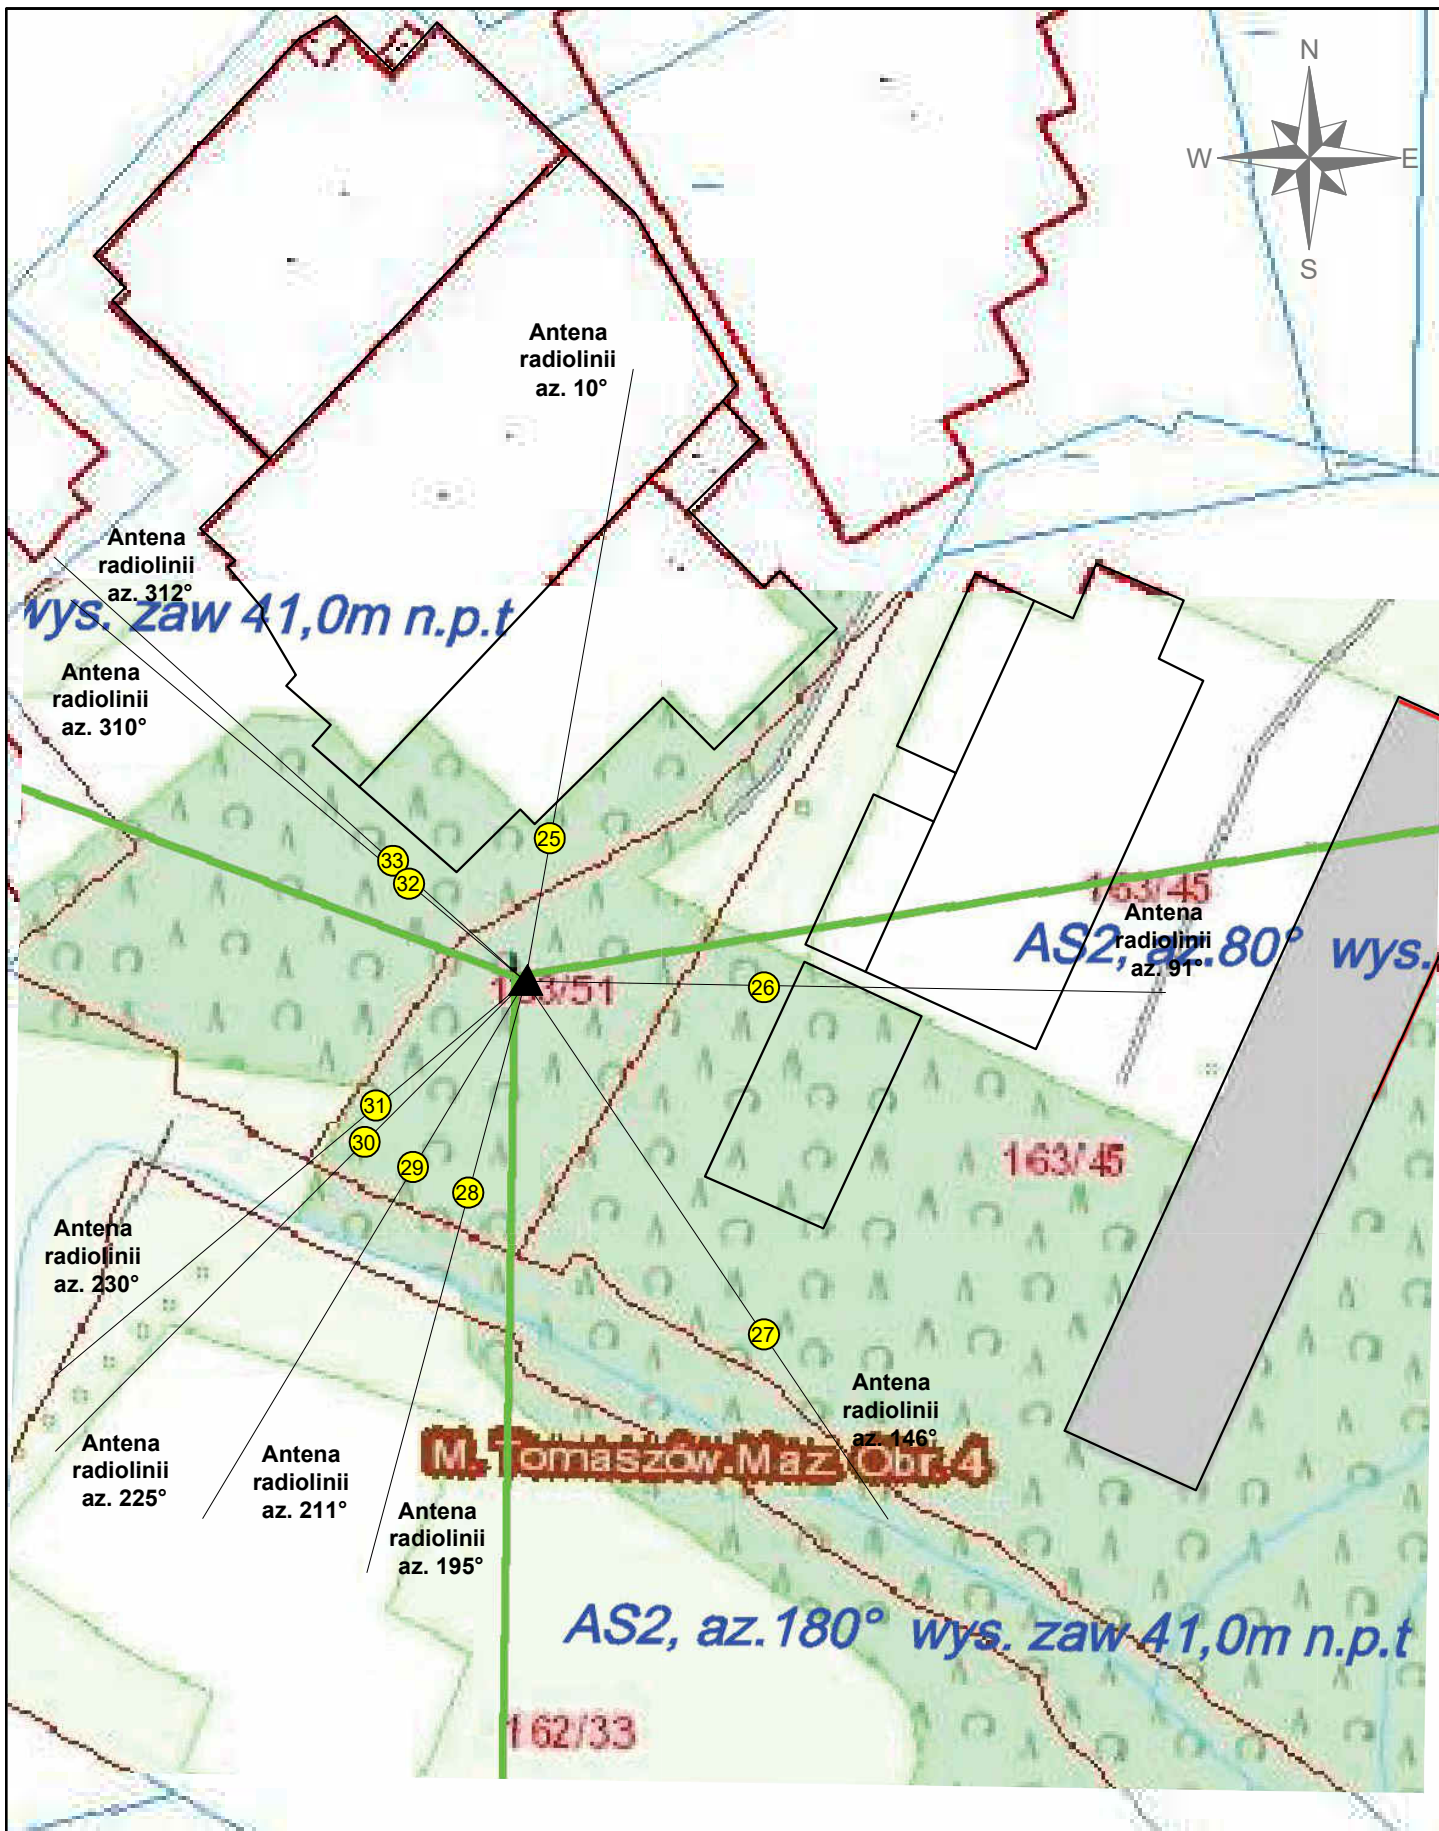 N
W
E
S
Antena
radiolinii
az. 10°
Antena
radiolinii
az. 312°
wys. zaw 41,0m n.p.t
Antena
radiolinii
az. 310°
25
33
32
163/45
Antena
radiolinii
az. 91°
AS2, az.80° wys.
26
163/51
31
30
29
28
163/45
Antena
radiolinii
az. 230°
27
Antena
radiolinii
az. 146°
Antena
radiolinii
az. 225°
Antena
radiolinii
az. 211°
M. Tomaszów.Maz Obr.4
Antena
radiolinii
az. 195°
AS2, az.180° wys. zaw 41,0m n.p.t
162/33